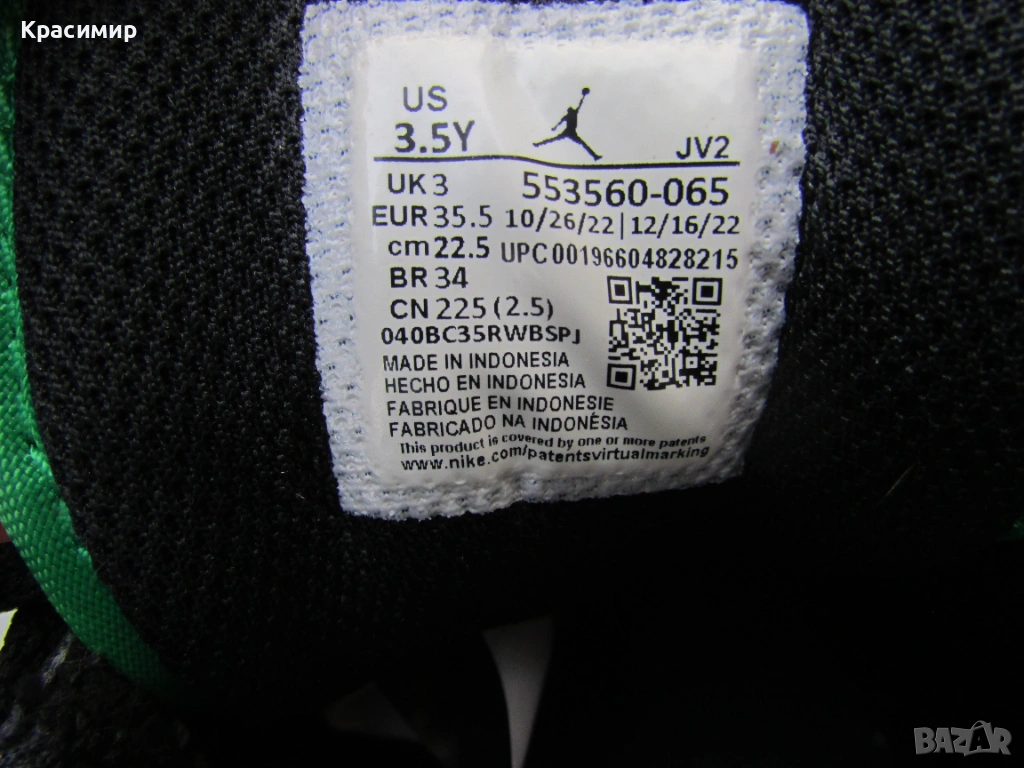 Красимир
US
3.5Y
JV2
UK 3
553560-065
EUR 35.5
10/26/22 | 12/16/22
cm 22.5
UPC 00196604828215
BR 34
CN 225 (2.5)
040BC35RWBSPJ
MADE IN INDONESIA
HECHO EN INDONESIA
FABRIQUE EN INDONESIE
FABRICADO NA INDONÉSIA
This product is covered by one or more patents
www.nike.com/patentsvirtualmarking
BAZAR